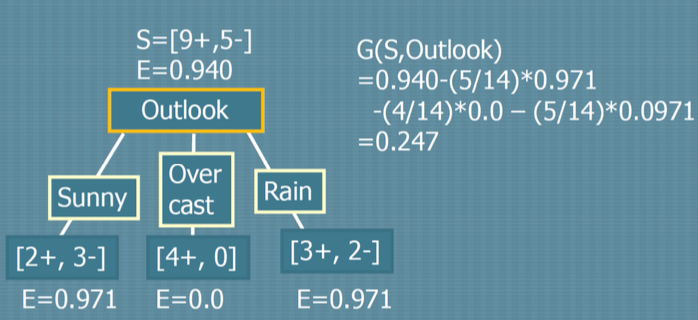 S=[9+,5-]
E=0.940
G(S,Outlook)
=0.940-(5/14)*0.971
-(4/14)*0.0 – (5/14)*0.0971
=0.247
Outlook
Sunny
Over
cast
Rain
[2+, 3-]
[4+, 0]
[3+, 2-]
E=0.971
E=0.0
E=0.971